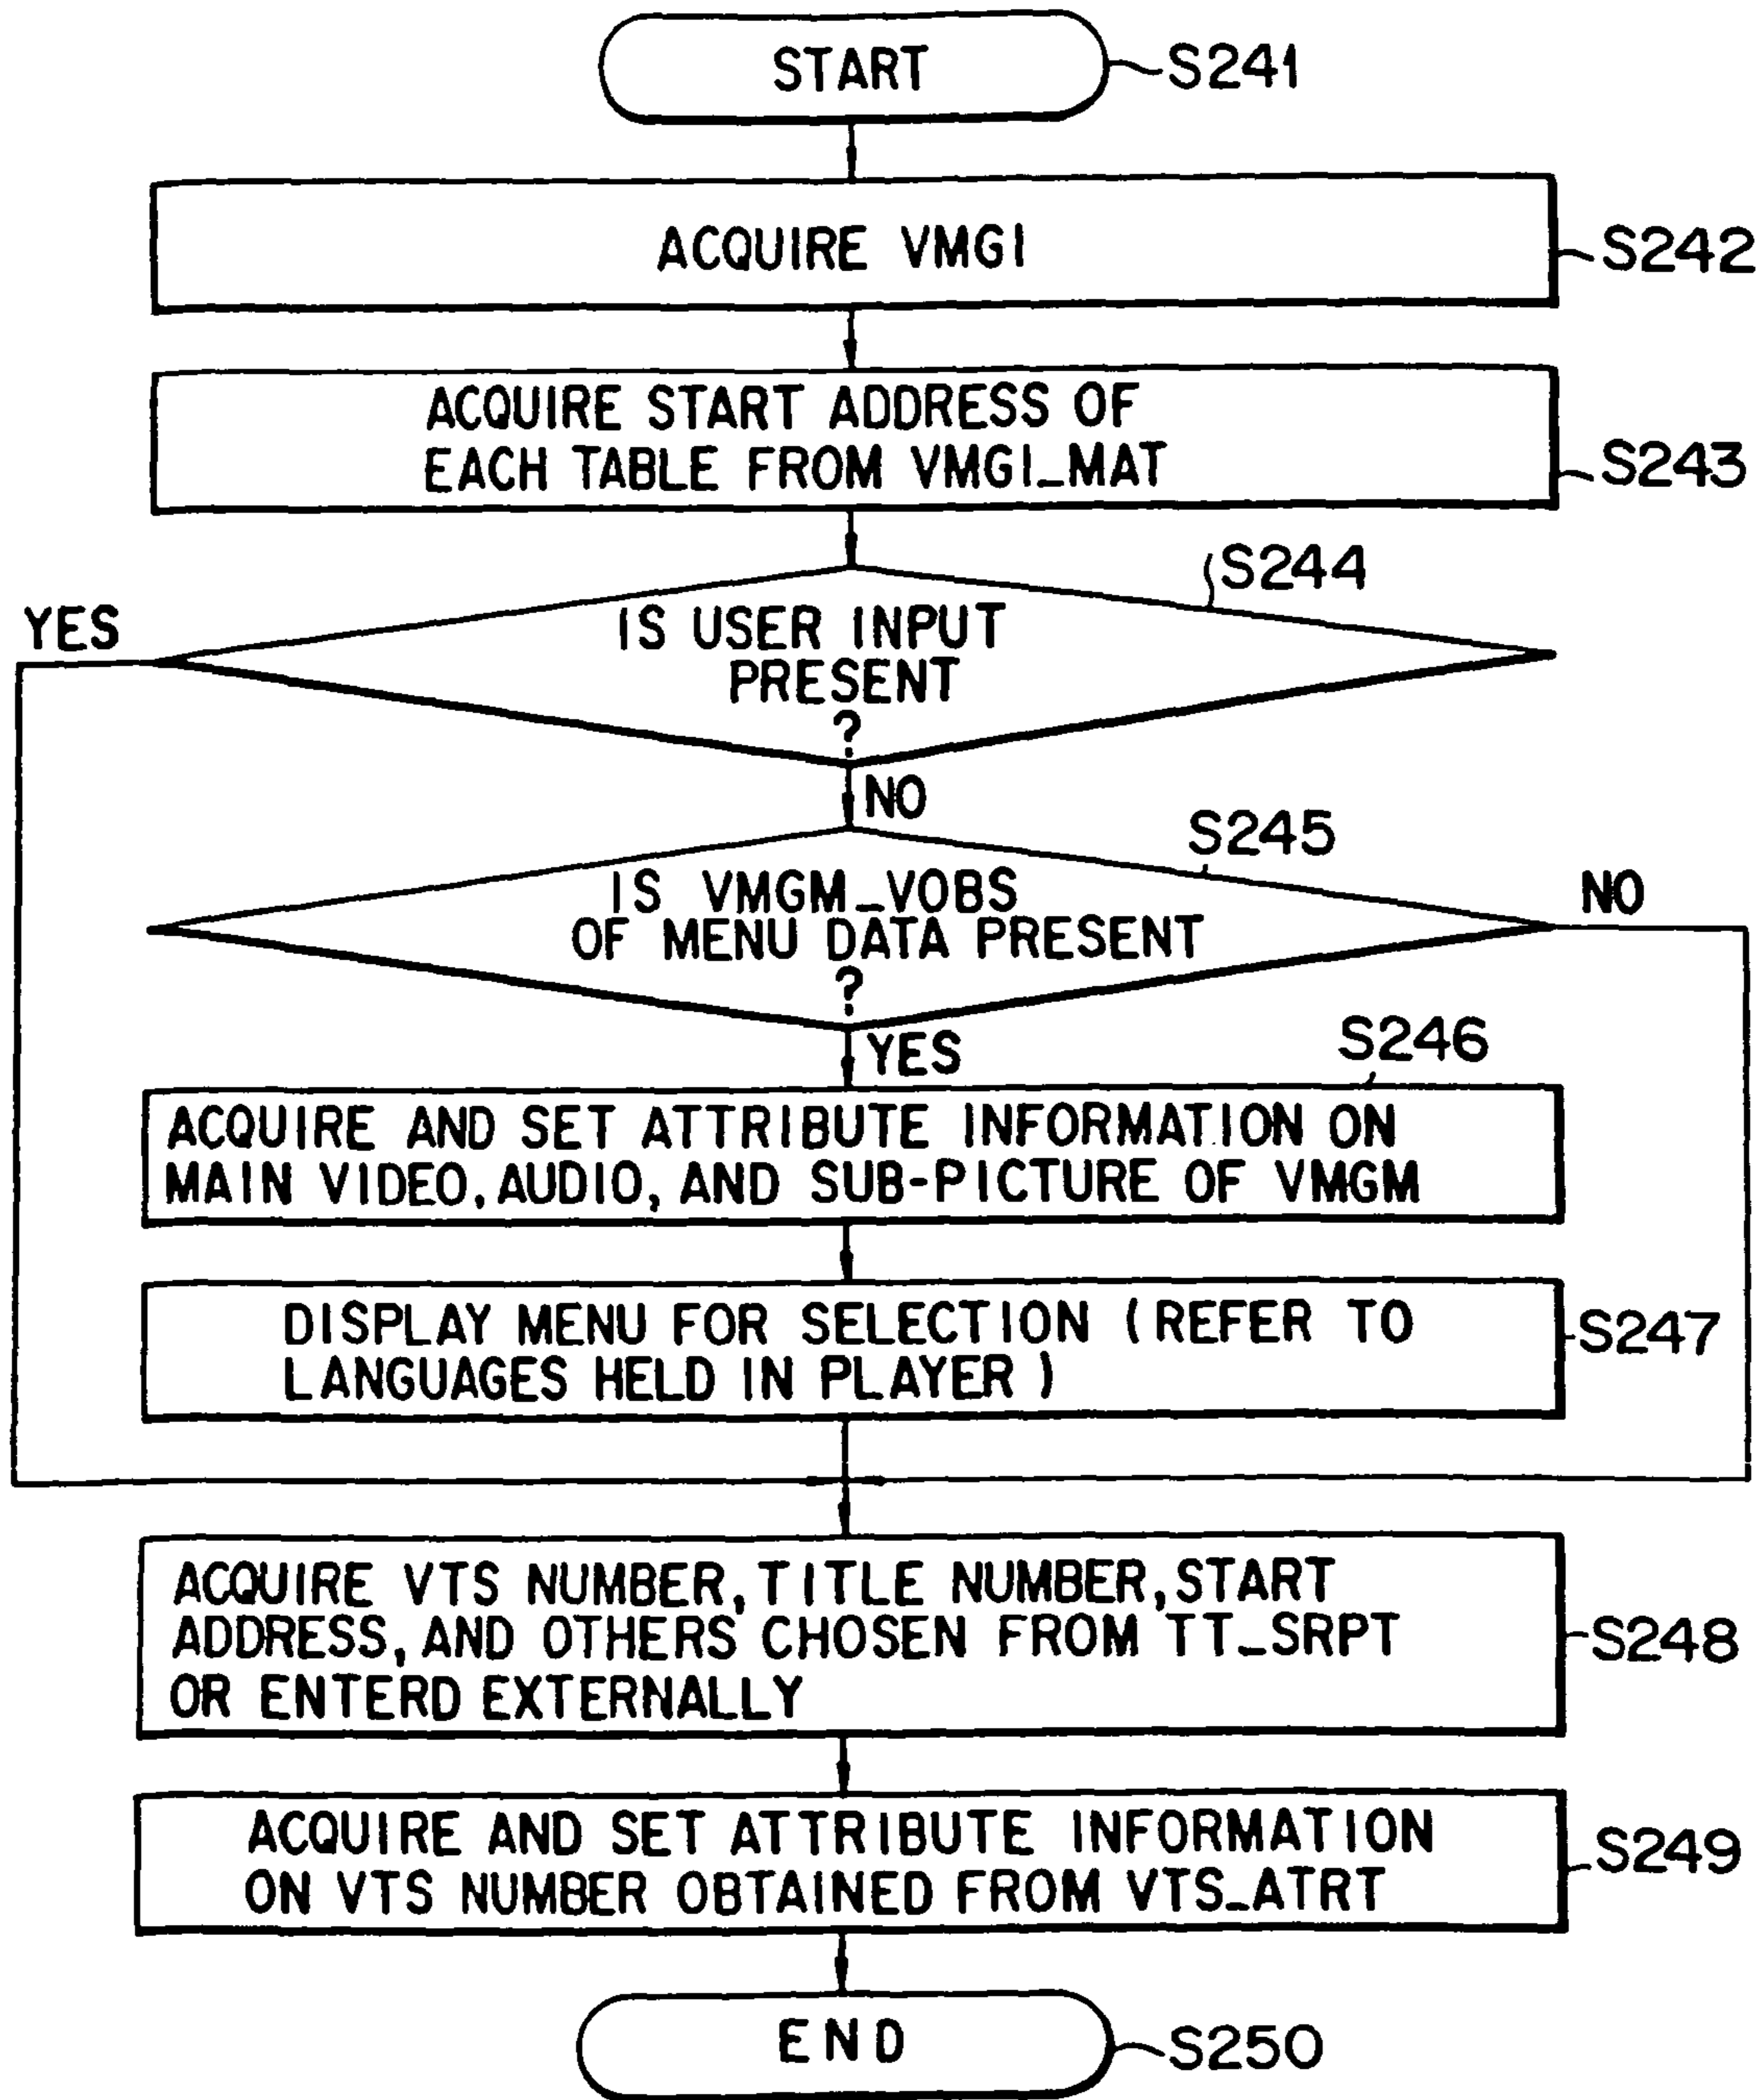 START
S241
ACQUIRE VMGI
S242
ACQUIRE START ADDRESS OF
EACH TABLE FROM VMGI_MAT
S243
S244
YES
IS USER INPUT
PRESENT
?
NO
S245
IS VMGM_VOBS
OF MENU DATA PRESENT
?
NO
YES
S246
ACQUIRE AND SET ATTRIBUTE INFORMATION ON
MAIN VIDEO, AUDIO, AND SUB-PICTURE OF VMGM
DISPLAY MENU FOR SELECTION (REFER TO
LANGUAGES HELD IN PLAYER)
S247
ACQUIRE VTS NUMBER, TITLE NUMBER, START
ADDRESS, AND OTHERS CHOSEN FROM TT_SRPT
OR ENTERD EXTERNALLY
S248
ACQUIRE AND SET ATTRIBUTE INFORMATION
ON VTS NUMBER OBTAINED FROM VTS_ATRT
S249
END
S250